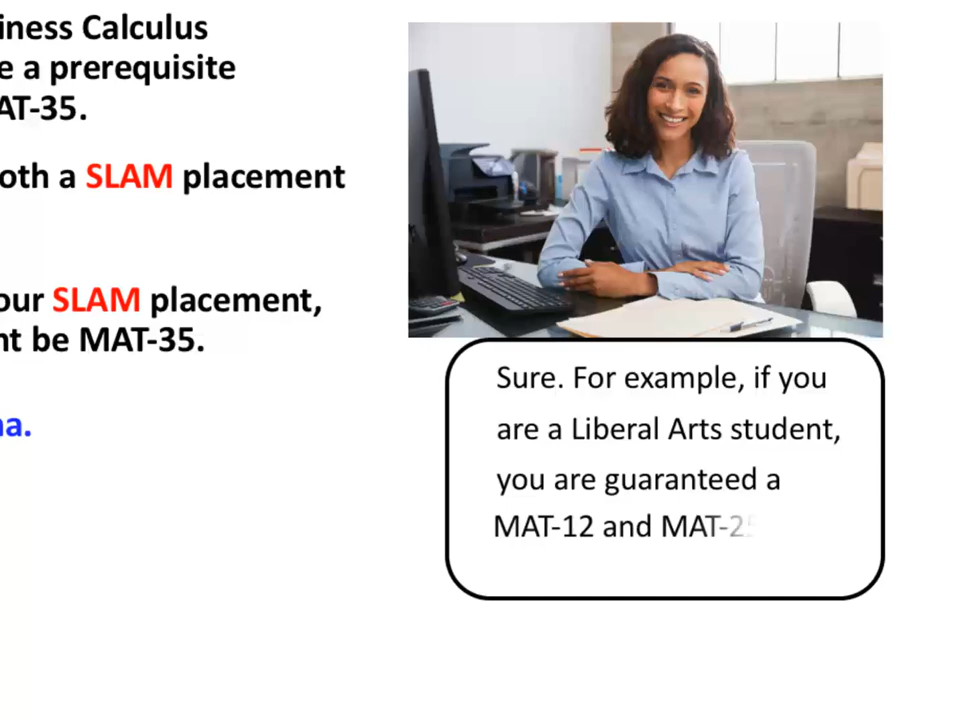 iness Calculus
e a prerequisite
AT-35.
oth a SLAM placement
our SLAM placement,
nt be MAT-35.
na.
Sure. For example, if you
are a Liberal Arts student,
you are guaranteed a
MAT-12 and MAT-25